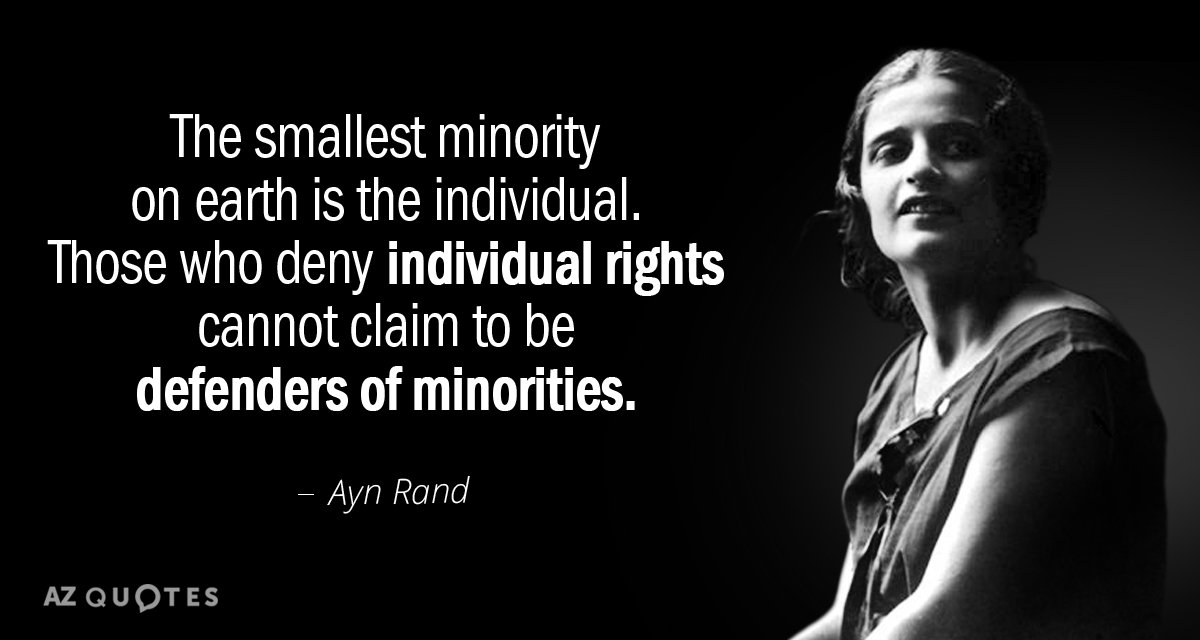 The smallest minority
on earth is the individual.
Those who deny individual rights
cannot claim to be
defenders of minorities.
– Ayn Rand
AZ QUOTES